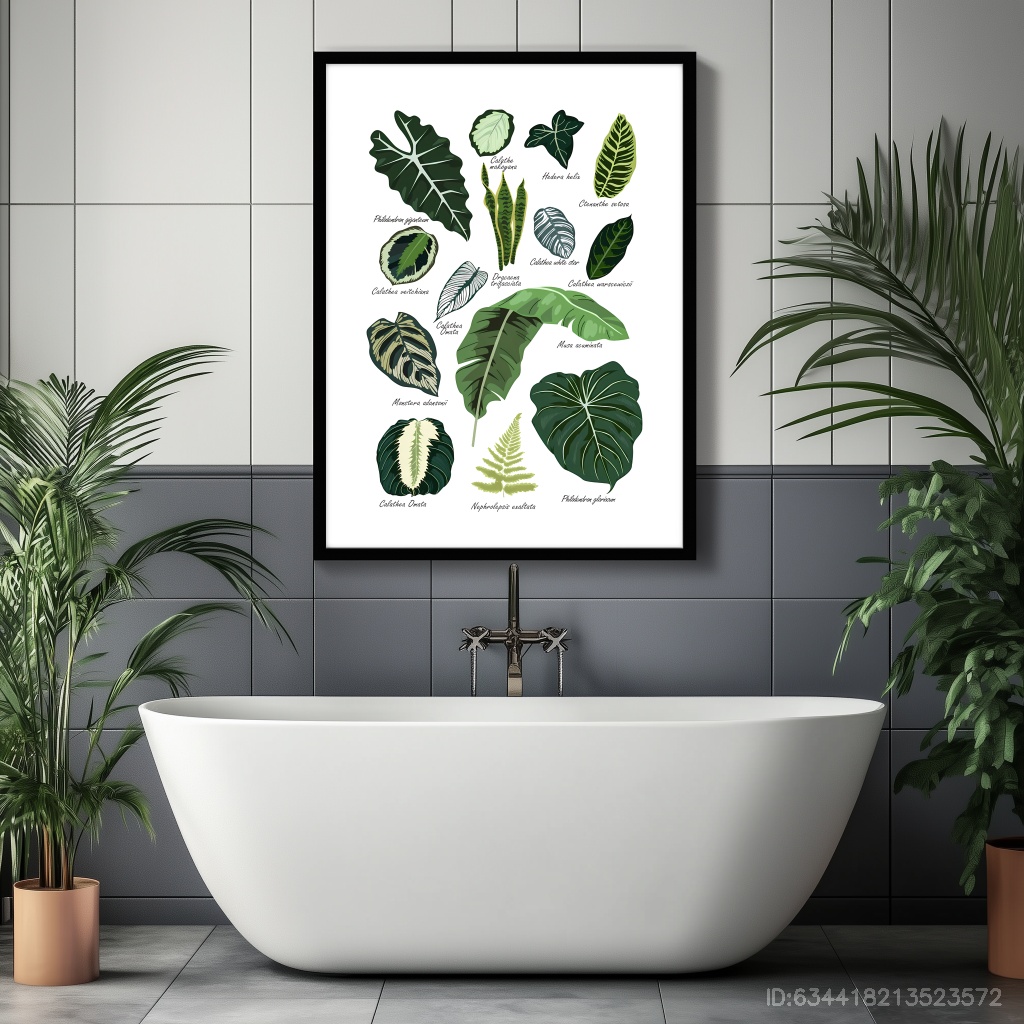 Calythe
makoyana
Hedera helix
Ctenanthe setosa
Philodendron giganteum
Calathea white star
Calathea veitchiana
Dracaena
trifasciata
Calathea warscewiczii
Calathea
Ornata
Musa acuminata
Monstera adansonii
Calathea Ornata
Nephrolepis exaltata
Philodendron gloriosum
ID:634418213523572